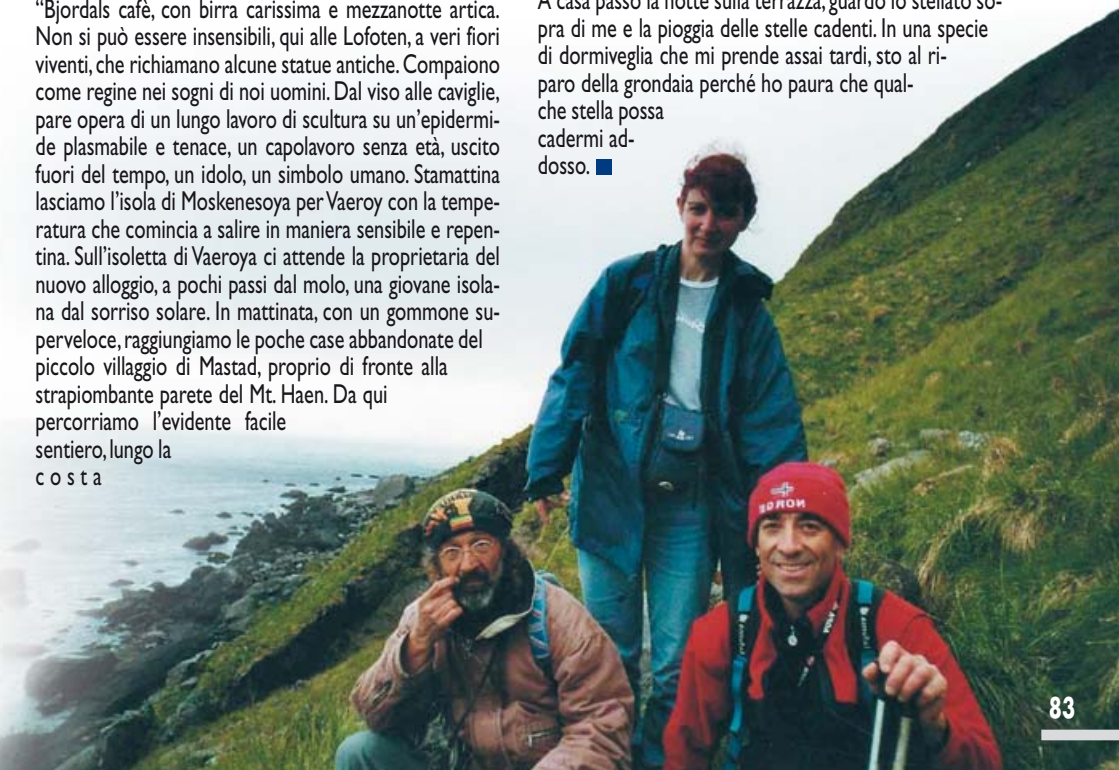 “Bjordals cafè, con birra carissima e mezzanotte artica.
Non si può essere insensibili, qui alle Lofoten, a veri fiori
viventi, che richiamano alcune statue antiche. Compaiono
come regine nei sogni di noi uomini. Dal viso alle caviglie,
pare opera di un lungo lavoro di scultura su un’epidermi-
de plasmabile e tenace, un capolavoro senza età, uscito
fuori del tempo, un idolo, un simbolo umano. Stamattina
lasciamo l’isola di Moskenesoya per Vaeroy con la tempe-
ratura che comincia a salire in maniera sensibile e repen-
tina. Sull’isoletta di Vaeroya ci attende la proprietaria del
nuovo alloggio, a pochi passi dal molo, una giovane isola-
na dal sorriso solare. In mattinata, con un gommone su-
perveloce, raggiungiamo le poche case abbandonate del
piccolo villaggio di Mastad, proprio di fronte alla
strapiombante parete del Mt. Haen. Da qui
percorriamo l’evidente facile
sentiero, lungo la
costa
A casa passo la notte sulla terrazza, guardo lo stellato so-
pra di me e la pioggia delle stelle cadenti. In una specie
di dormiveglia che mi prende assai tardi, sto al ri-
paro della grondaia perché ho paura che qual-
che stella possa
cadermi ad-
dosso.
83